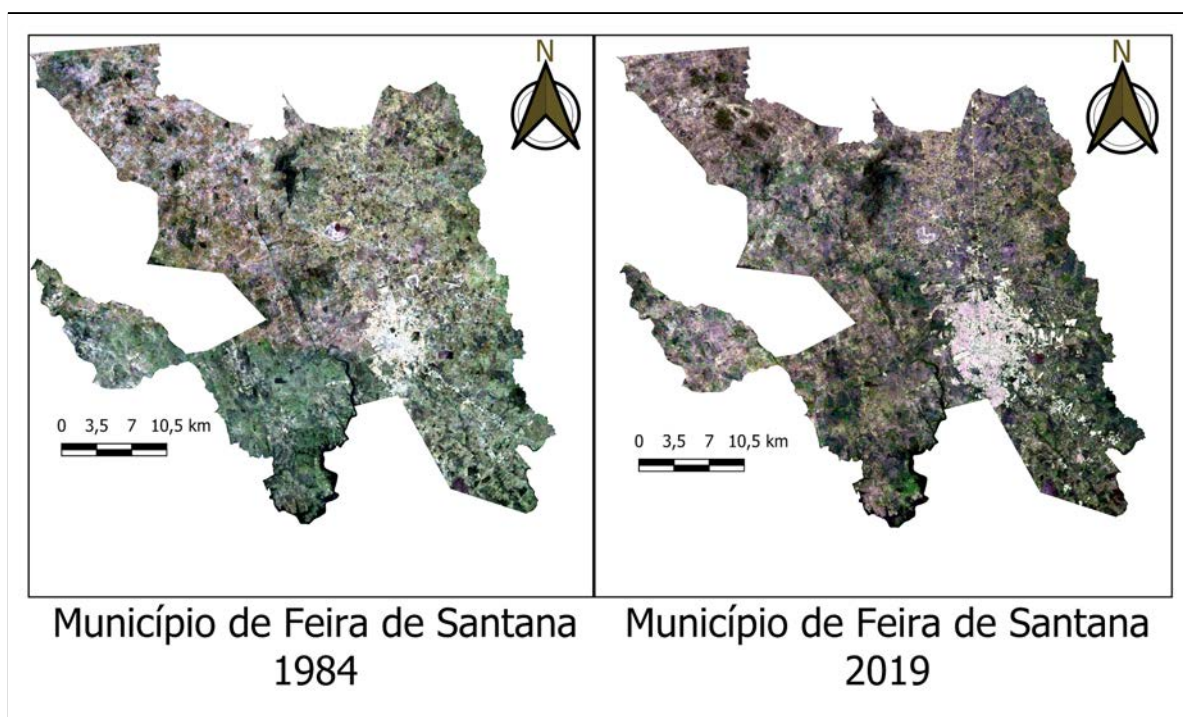 N
0 3,5 7 10,5 km
Município de Feira de Santana
1984
N
0 3,5 7 10,5 km
Município de Feira de Santana
2019